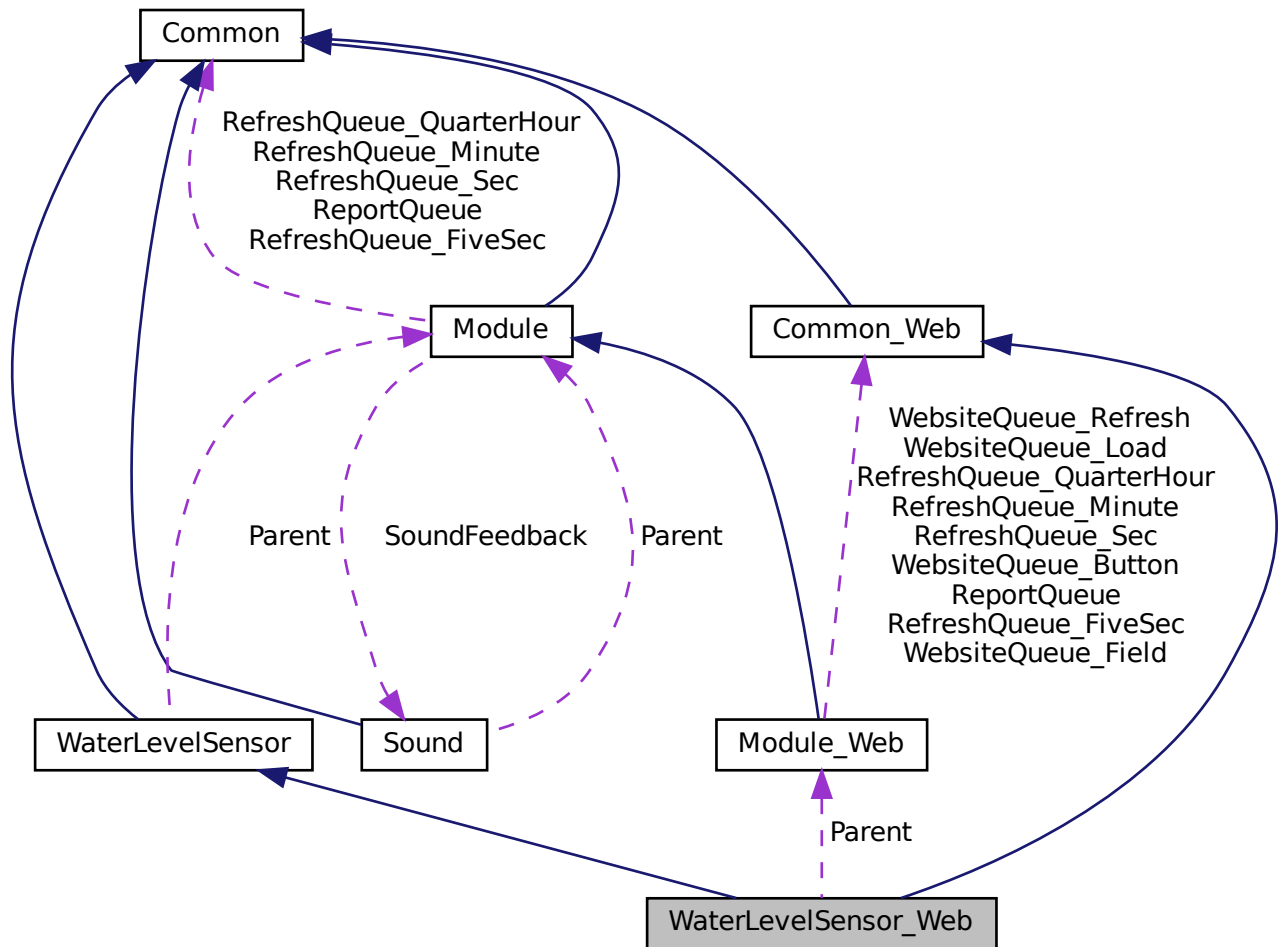 Common
RefreshQueue_QuarterHour
RefreshQueue_Minute
RefreshQueue_Sec
ReportQueue
RefreshQueue_FiveSec
Module
Common_Web
WebsiteQueue_Refresh
WebsiteQueue_Load
RefreshQueue_QuarterHour
RefreshQueue_Minute
RefreshQueue_Sec
WebsiteQueue_Button
ReportQueue
RefreshQueue_FiveSec
WebsiteQueue_Field
Parent
SoundFeedback
Parent
WaterLevelSensor
Sound
Module_Web
Parent
WaterLevelSensor_Web